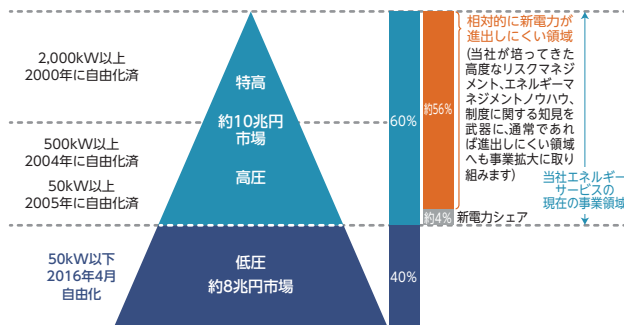 2,000kW以上
2000年に自由化済
500kW以上
2004年に自由化済
50kW以上
2005年に自由化済
50kW以下
2016年4月
自由化
特高
約10兆円
市場
高圧
低圧
約8兆円市場
60%
40%
約56%
約4%
新電力シェア
相対的に新電力が
進出しにくい領域
(当社が培ってきた
高度なリスクマネジ
メント、エネルギーマ
ネジメントノウハウ、
制度に関する知見を
武器に、通常であれ
ば進出しにくい領域
へも事業拡大に取り
組みます)
当社エネルギー
サービスの
現在の事業領域